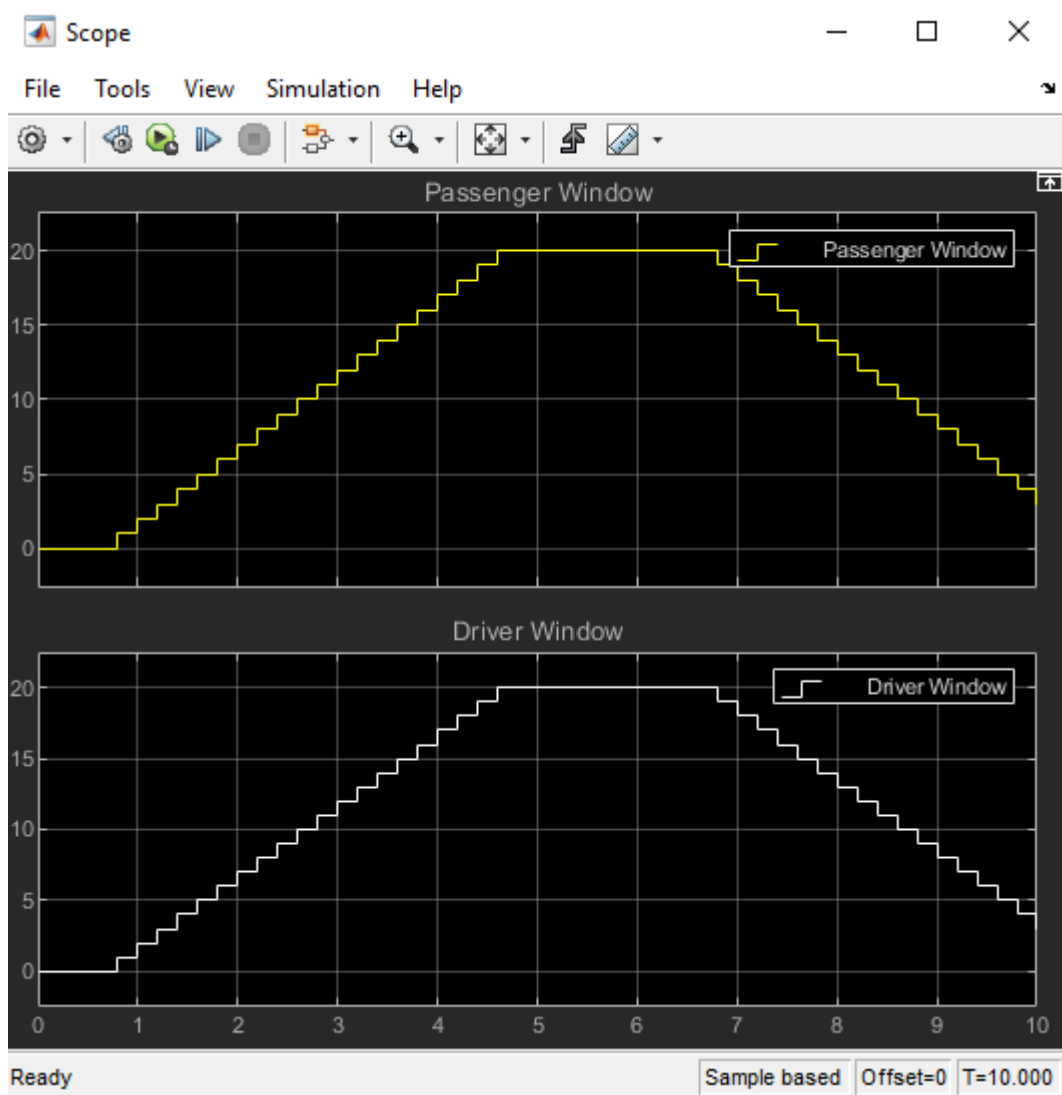 Scope
File Tools View Simulation Help
Passenger Window
Passenger Window
20
15
10
5
0
Driver Window
Driver Window
20
15
10
5
0
0 1 2 3 4 5 6 7 8 9 10
Ready Sample based Offset=0 T=10.000